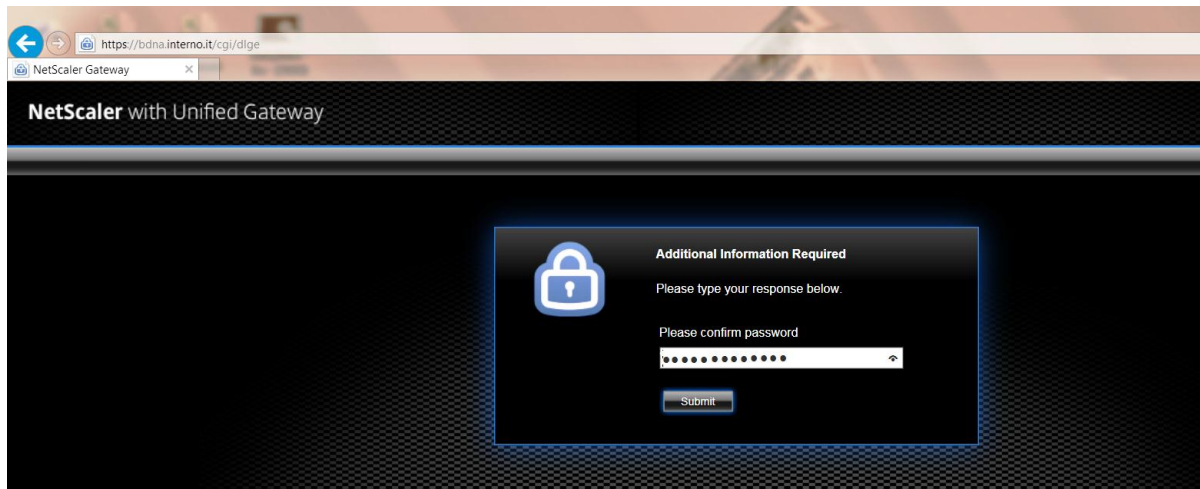 https://bdna.interno.it/cgi/dlge
NetScaler Gateway
NetScaler with Unified Gateway
Additional Information Required
Please type your response below.
Please confirm password
Submit